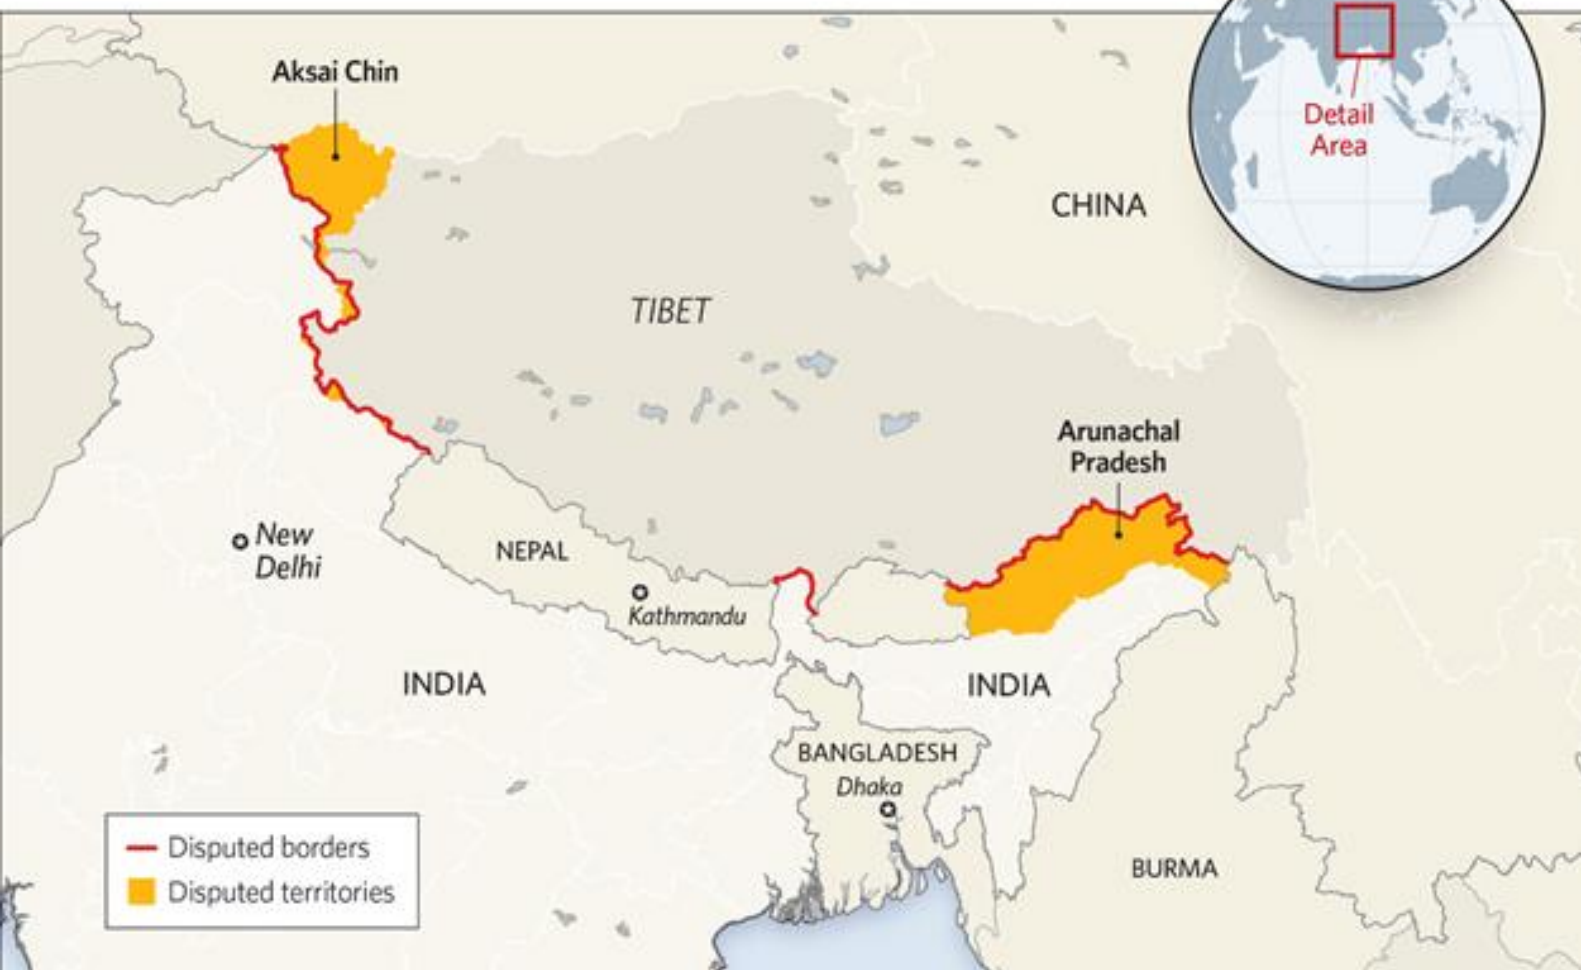 Aksai Chin
Detail
Area
CHINA
TIBET
Arunachal
Pradesh
New
Delhi
NEPAL
Kathmandu
INDIA
INDIA
BANGLADESH
Dhaka
BURMA
Disputed borders
Disputed territories